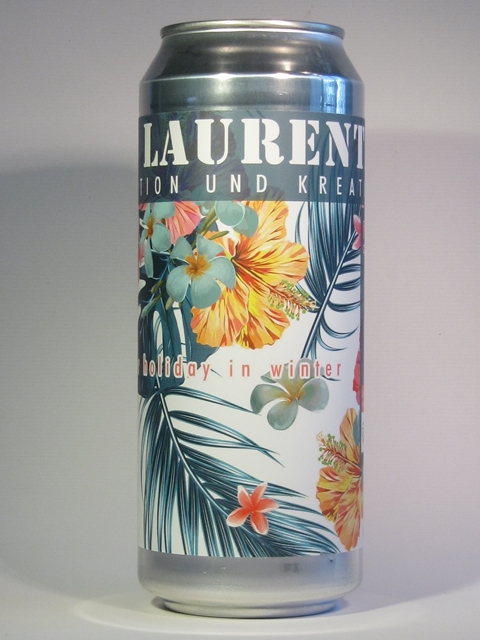 LAURENT
TION UND KREAT
holiday in winter